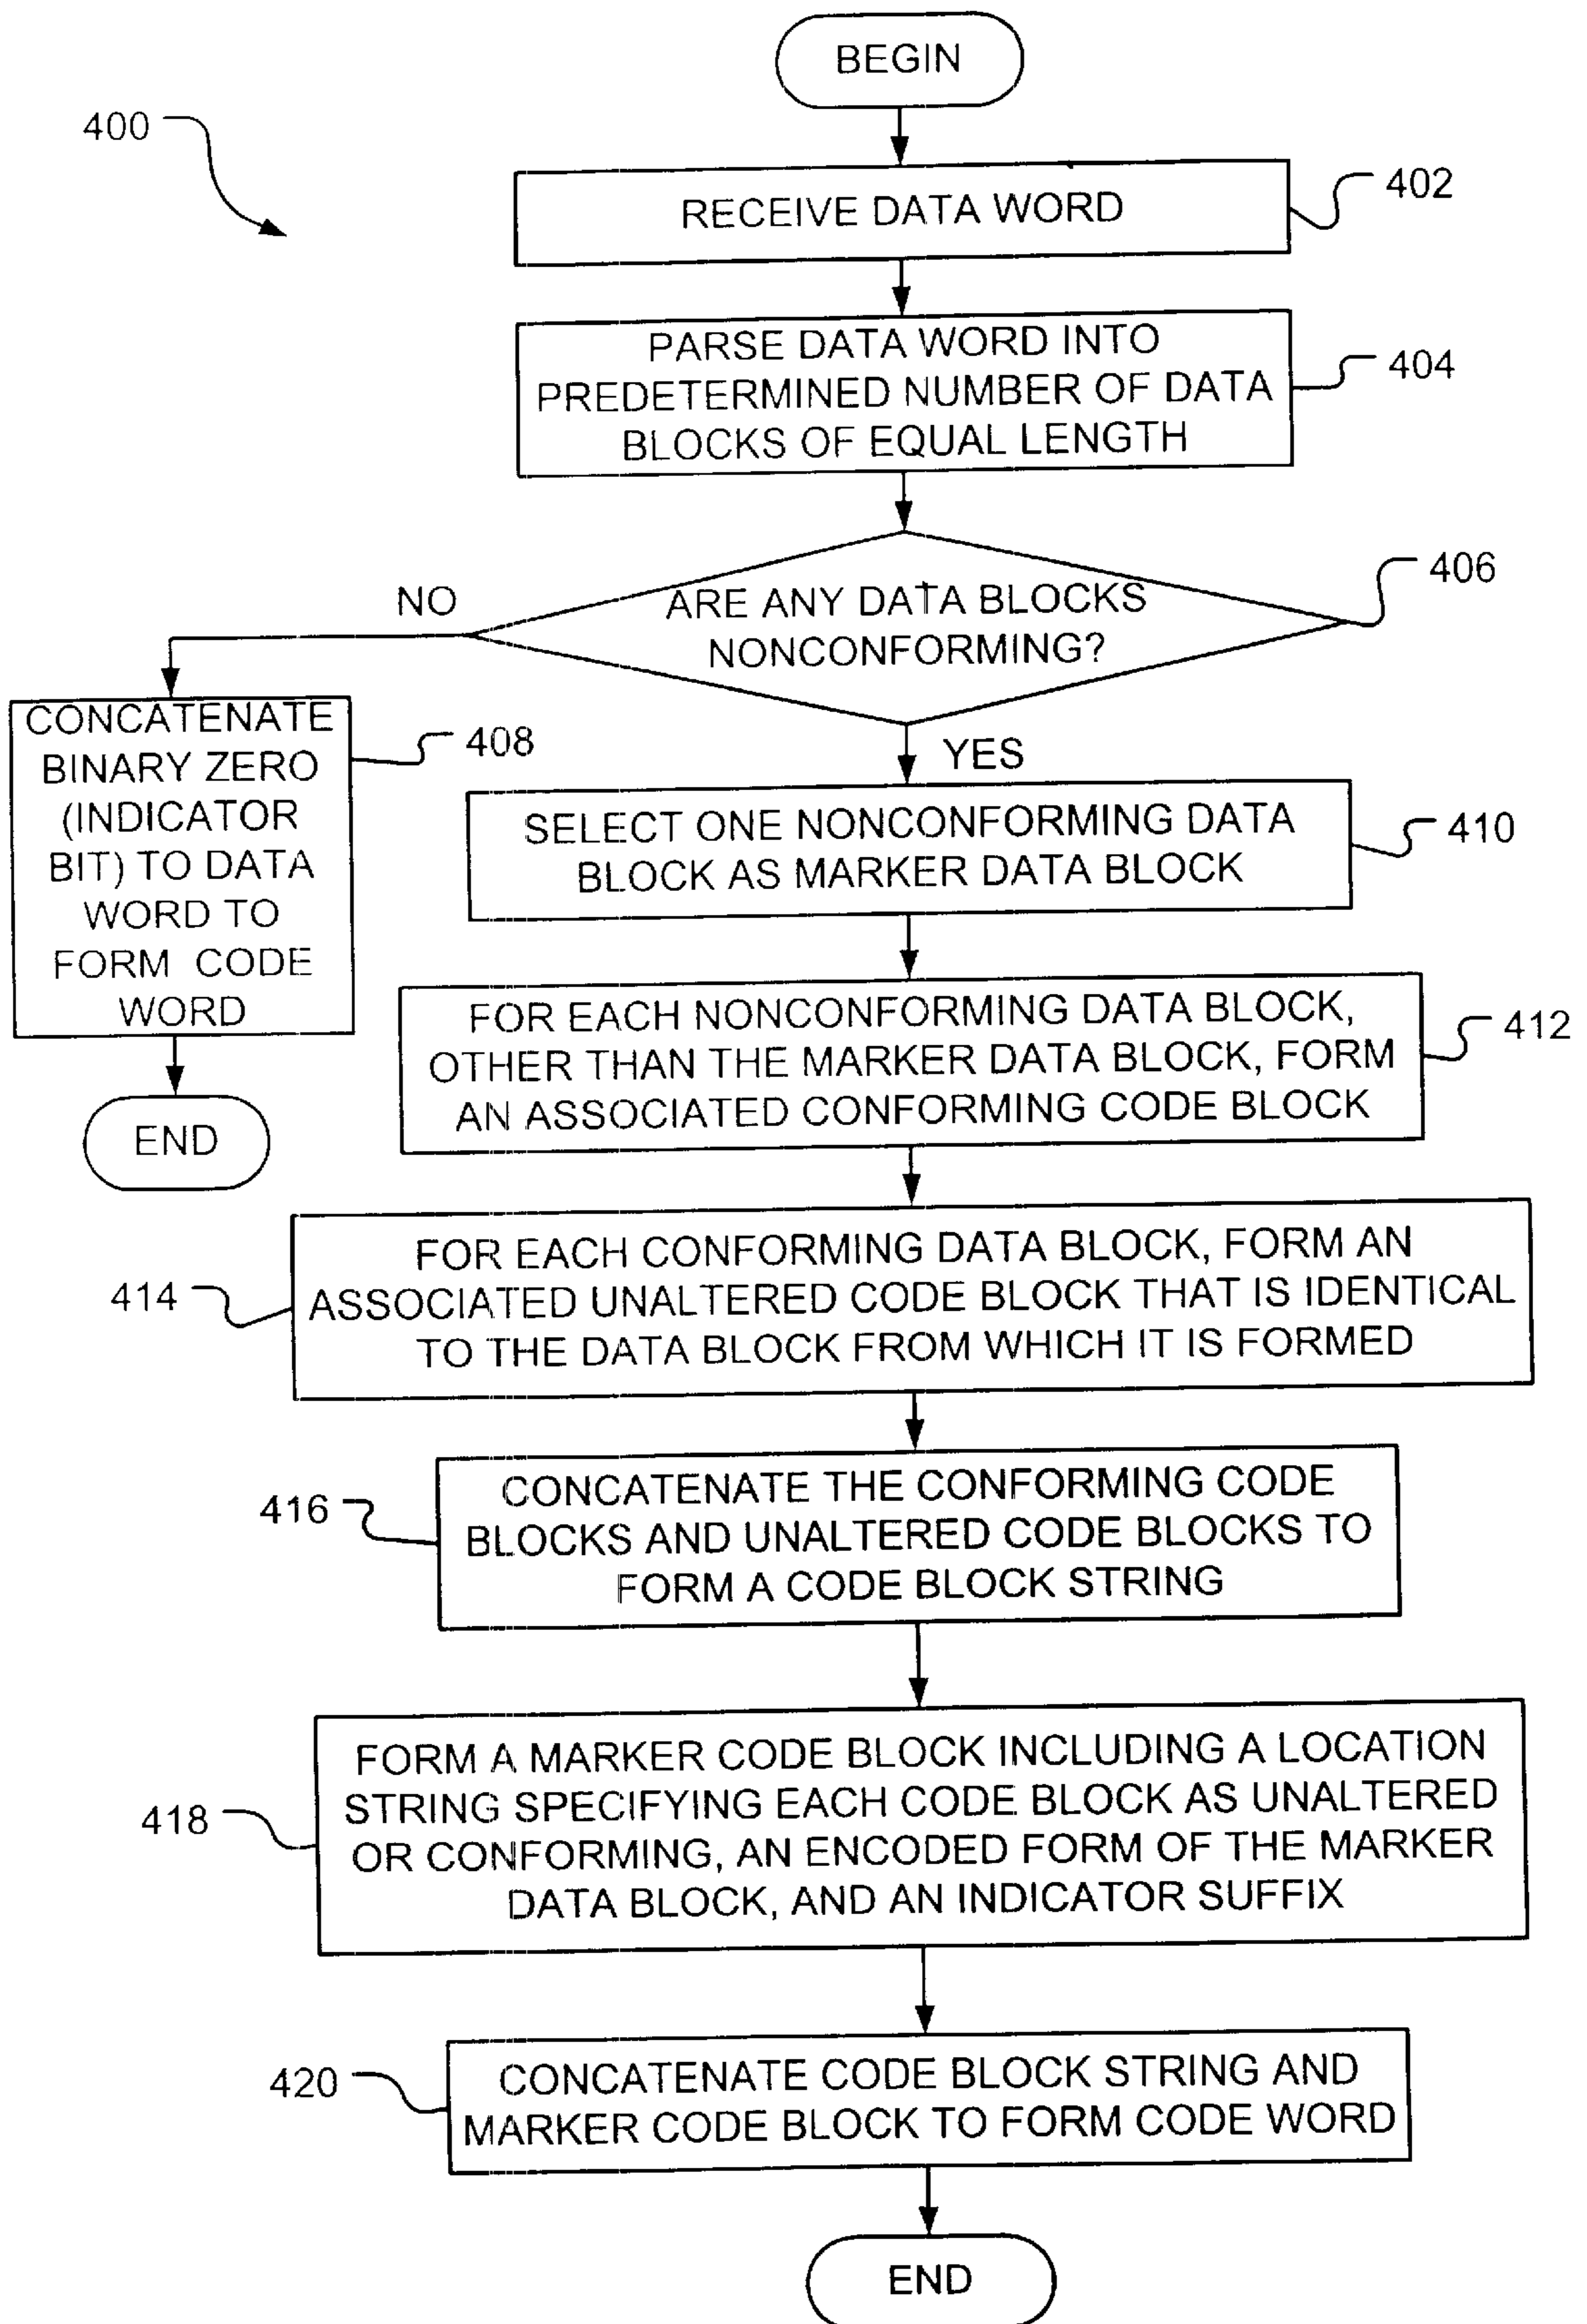 BEGIN
400
RECEIVE DATA WORD
402
PARSE DATA WORD INTO
PREDETERMINED NUMBER OF DATA
BLOCKS OF EQUAL LENGTH
404
ARE ANY DATA BLOCKS
NONCONFORMING?
406
NO
YES
CONCATENATE
BINARY ZERO
(INDICATOR
BIT) TO DATA
WORD TO
FORM CODE
WORD
408
END
SELECT ONE NONCONFORMING DATA
BLOCK AS MARKER DATA BLOCK
410
FOR EACH NONCONFORMING DATA BLOCK,
OTHER THAN THE MARKER DATA BLOCK, FORM
AN ASSOCIATED CONFORMING CODE BLOCK
412
FOR EACH CONFORMING DATA BLOCK, FORM AN
ASSOCIATED UNALTERED CODE BLOCK THAT IS IDENTICAL
TO THE DATA BLOCK FROM WHICH IT IS FORMED
414
CONCATENATE THE CONFORMING CODE
BLOCKS AND UNALTERED CODE BLOCKS TO
FORM A CODE BLOCK STRING
416
FORM A MARKER CODE BLOCK INCLUDING A LOCATION
STRING SPECIFYING EACH CODE BLOCK AS UNALTERED
OR CONFORMING, AN ENCODED FORM OF THE MARKER
DATA BLOCK, AND AN INDICATOR SUFFIX
418
CONCATENATE CODE BLOCK STRING AND
MARKER CODE BLOCK TO FORM CODE WORD
420
END